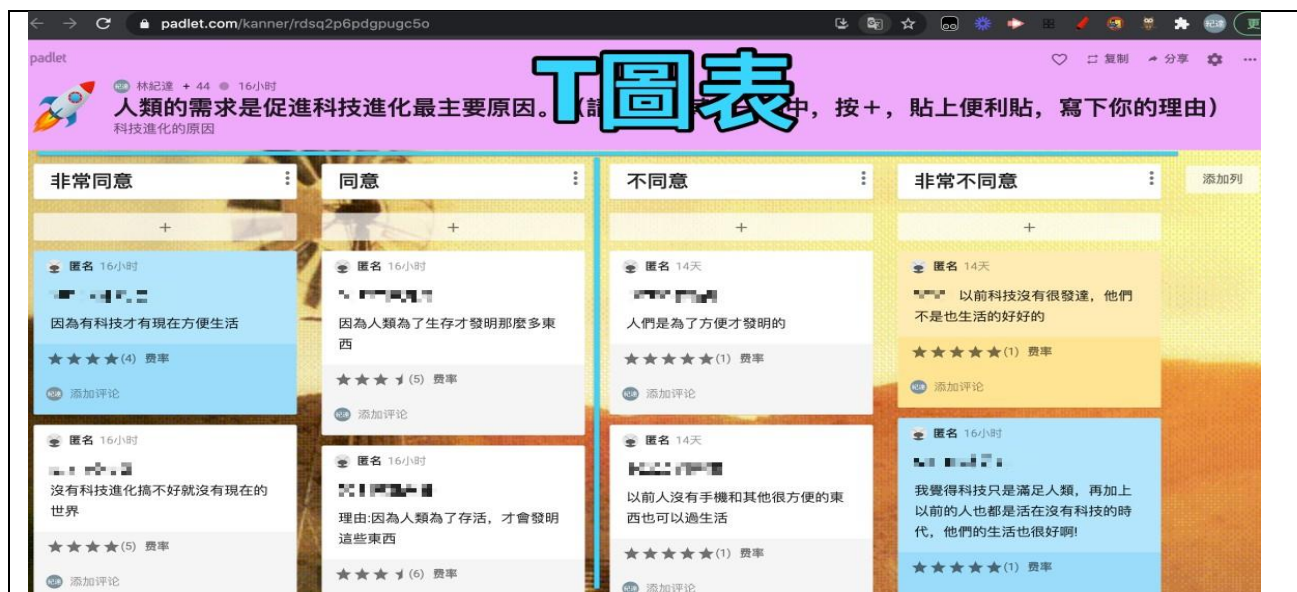 padlet.com/kanner/rdsq2p6pdgpugc5o
更
padlet
复制
分享
林紀達 + 44 16小時
人類的需求是促進科技進化最主要原因。
中，按＋，貼上便利貼，寫下你的理由）
科技進化的原因
T圖表
非常同意
同意
不同意
非常不同意
添加列
+
+
+
+
匿名 16小时
因為有科技才有現在方便生活
(4) 费率
添加评论
匿名 16小时
沒有科技進化搞不好就沒有現在的
世界
(5) 费率
添加评论
匿名 16小时
因為人類為了生存才發明那麼多東
西
(5) 费率
添加评论
匿名 16小时
理由:因為人類為了存活，才會發明
這些東西
(6) 费率
匿名 14天
人們是為了方便才發明的
(1) 费率
添加评论
匿名 14天
以前人沒有手機和其他很方便的東
西也可以過生活
(1) 费率
添加评论
匿名 14天
以前科技沒有很發達，他們
不是也生活的好好的
(1) 费率
添加评论
匿名 16小时
我覺得科技只是滿足人類，再加上
以前的人也都是活在沒有科技的時
代，他們的生活也很好啊!
(1) 费率